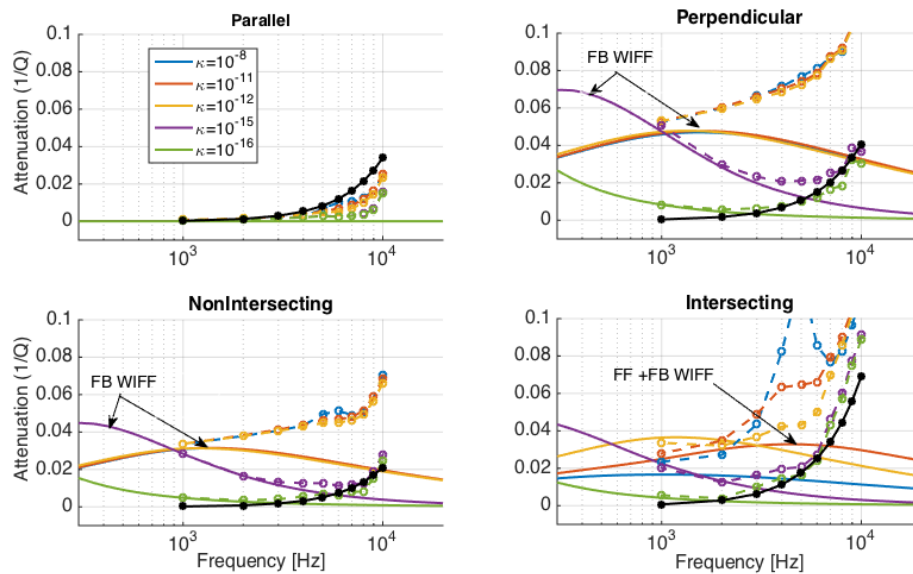 Parallel
0.1
0.08
0.06
0.04
0.02
0
Attenuation (1/Q)
κ=10⁻⁸
κ=10⁻¹¹
κ=10⁻¹²
κ=10⁻¹⁵
κ=10⁻¹⁶
10³
10⁴
Perpendicular
0.1
0.08
0.06
0.04
0.02
0
FB WIFF
10³
10⁴
NonIntersecting
0.1
0.08
0.06
0.04
0.02
0
Attenuation (1/Q)
FB WIFF
10³
10⁴
Frequency [Hz]
Intersecting
0.1
0.08
0.06
0.04
0.02
0
FF +FB WIFF
10³
10⁴
Frequency [Hz]